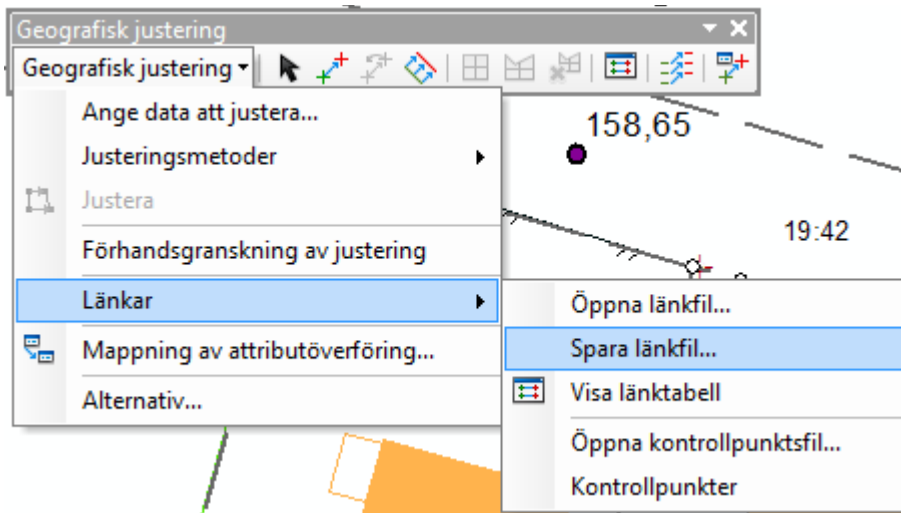 Geografisk justering
Geografisk justering
Ange data att justera...
158,65
Justeringsmetoder
Justera
19:42
Förhandsgranskning av justering
Länkar
Öppna länkfil...
Mappning av attributöverföring...
Spara länkfil...
Alternativ...
Visa länktabell
Öppna kontrollpunktsfil...
Kontrollpunkter